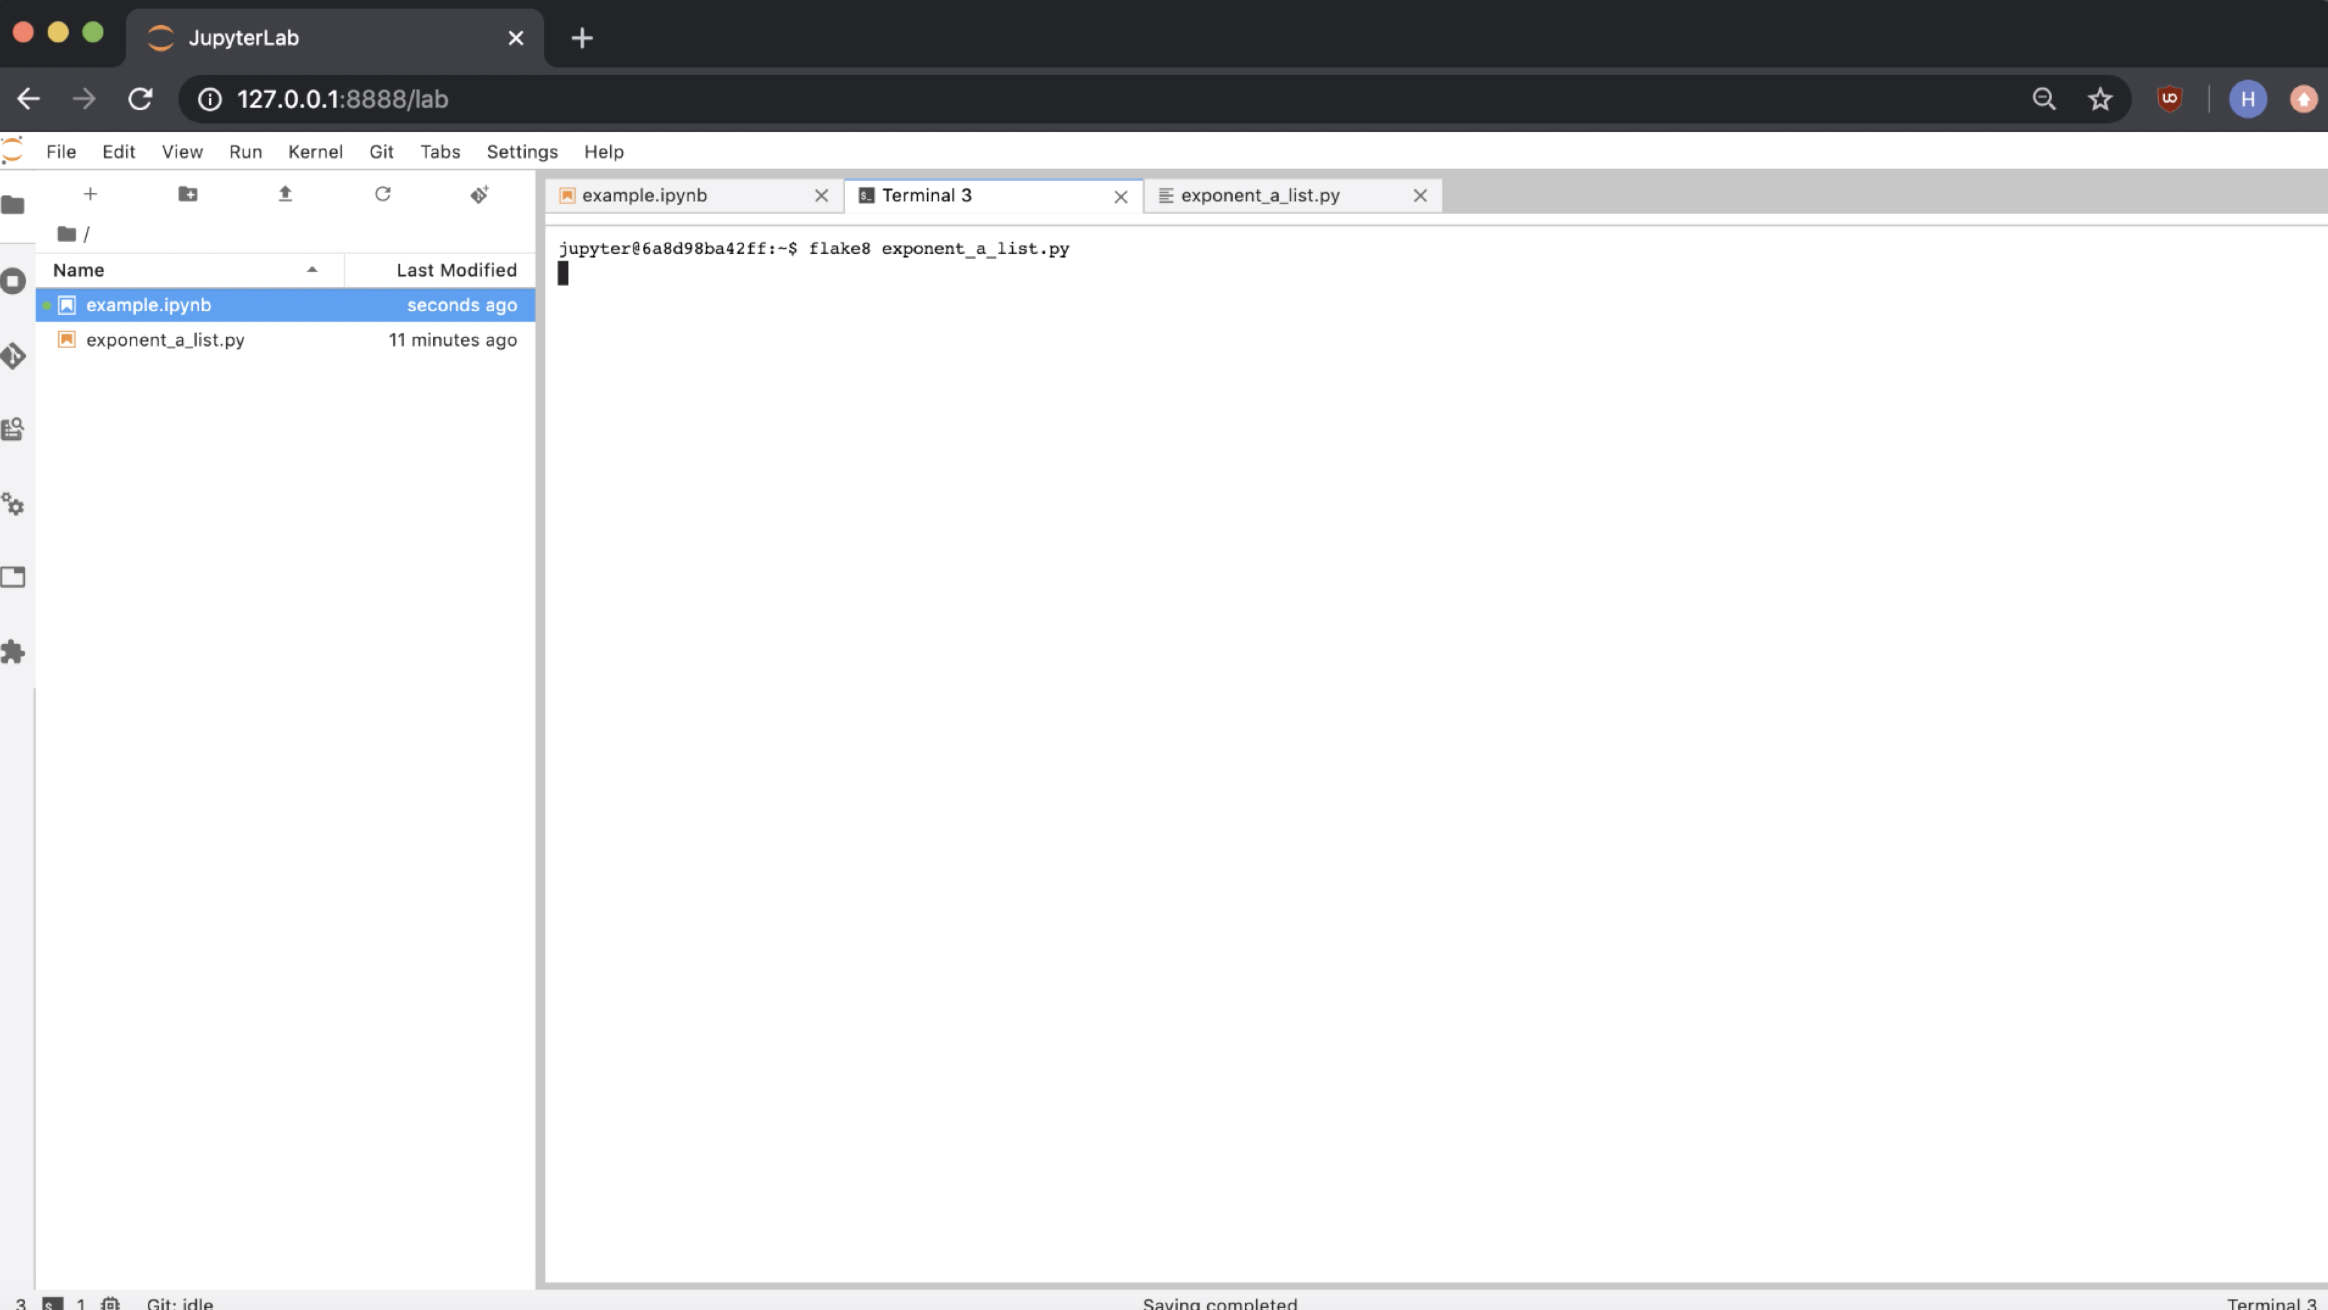 JupyterLab
127.0.0.1:8888/lab
H
File Edit View Run Kernel Git Tabs Settings Help
example.ipynb Terminal 3 exponent_a_list.py
/
jupyter@6a8d98ba42ff:~$ flake8 exponent_a_list.py
Name Last Modified
example.ipynb seconds ago
exponent_a_list.py 11 minutes ago
3 1 Git: idle Saving completed Terminal 3